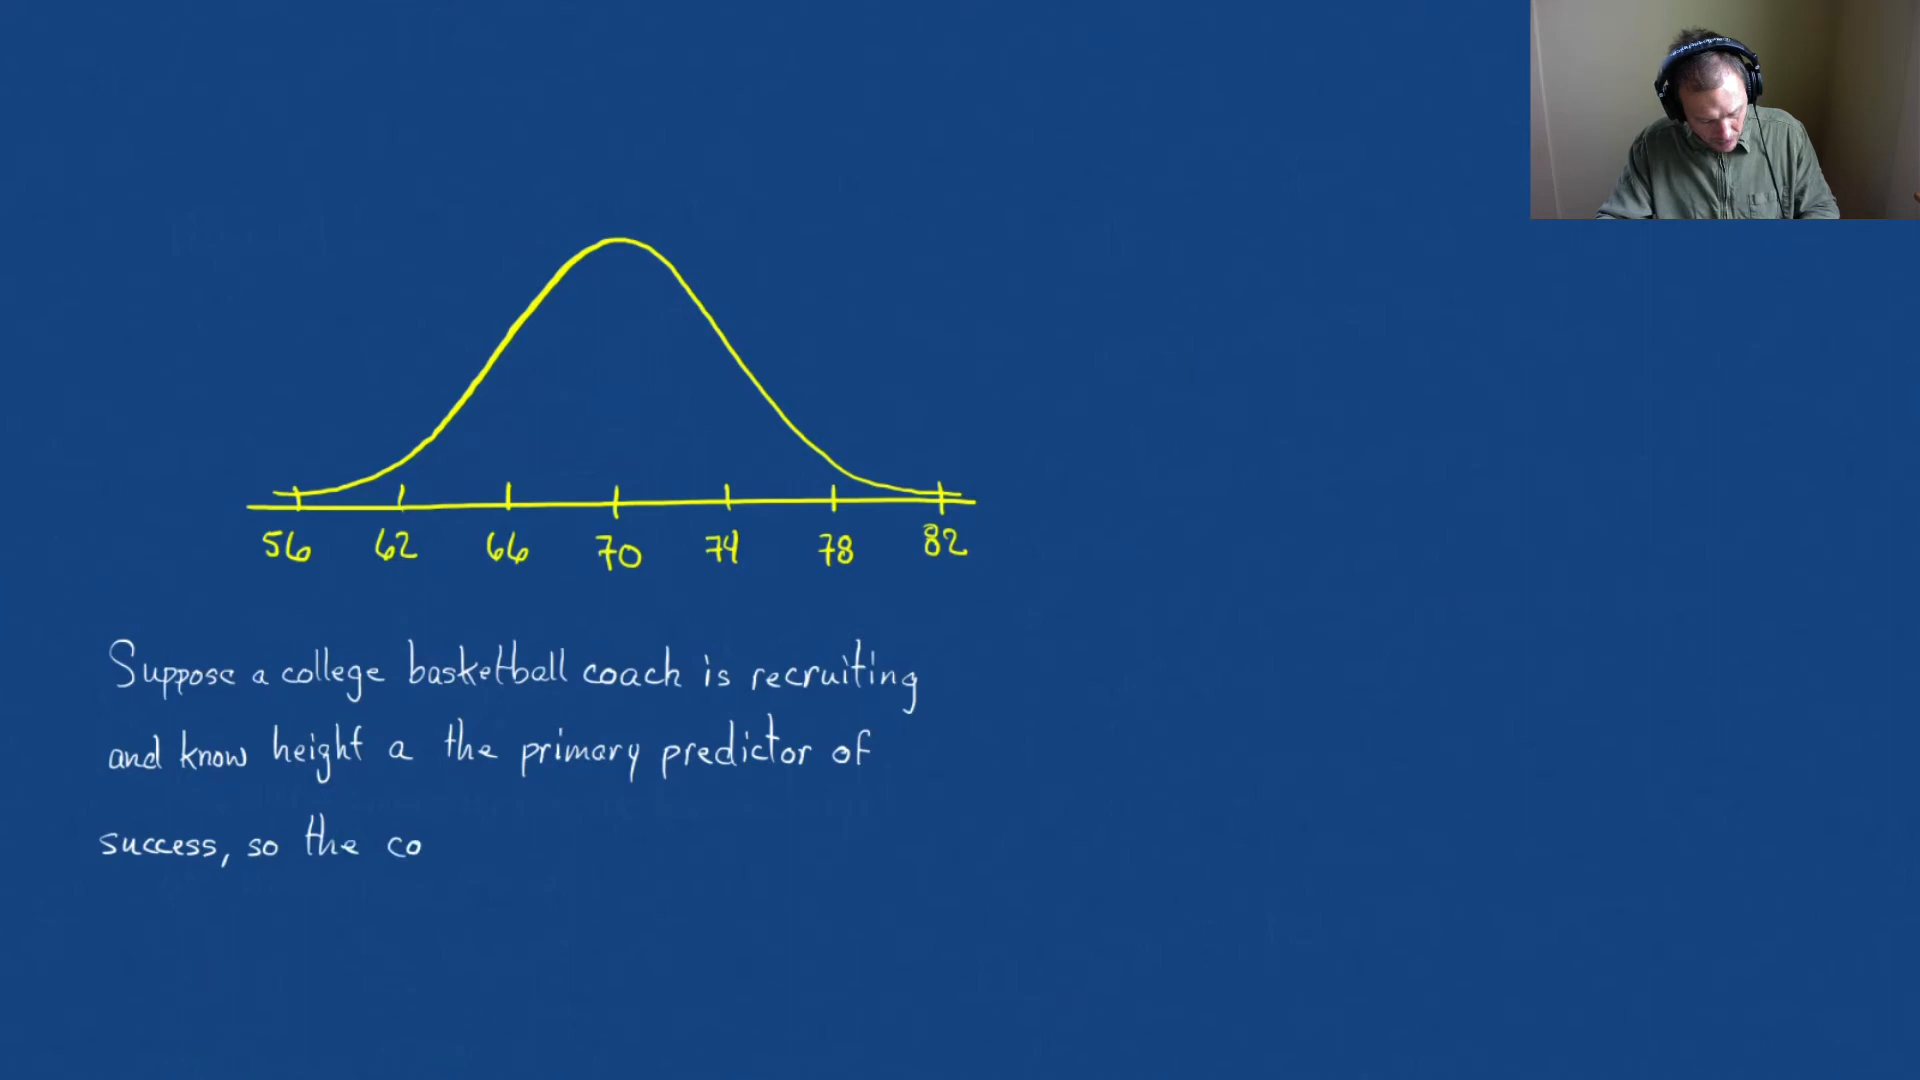 56 62 66 70 74 78 82
Suppose a college basketball coach is recruiting
and know height a the primary predictor of
success, so the co